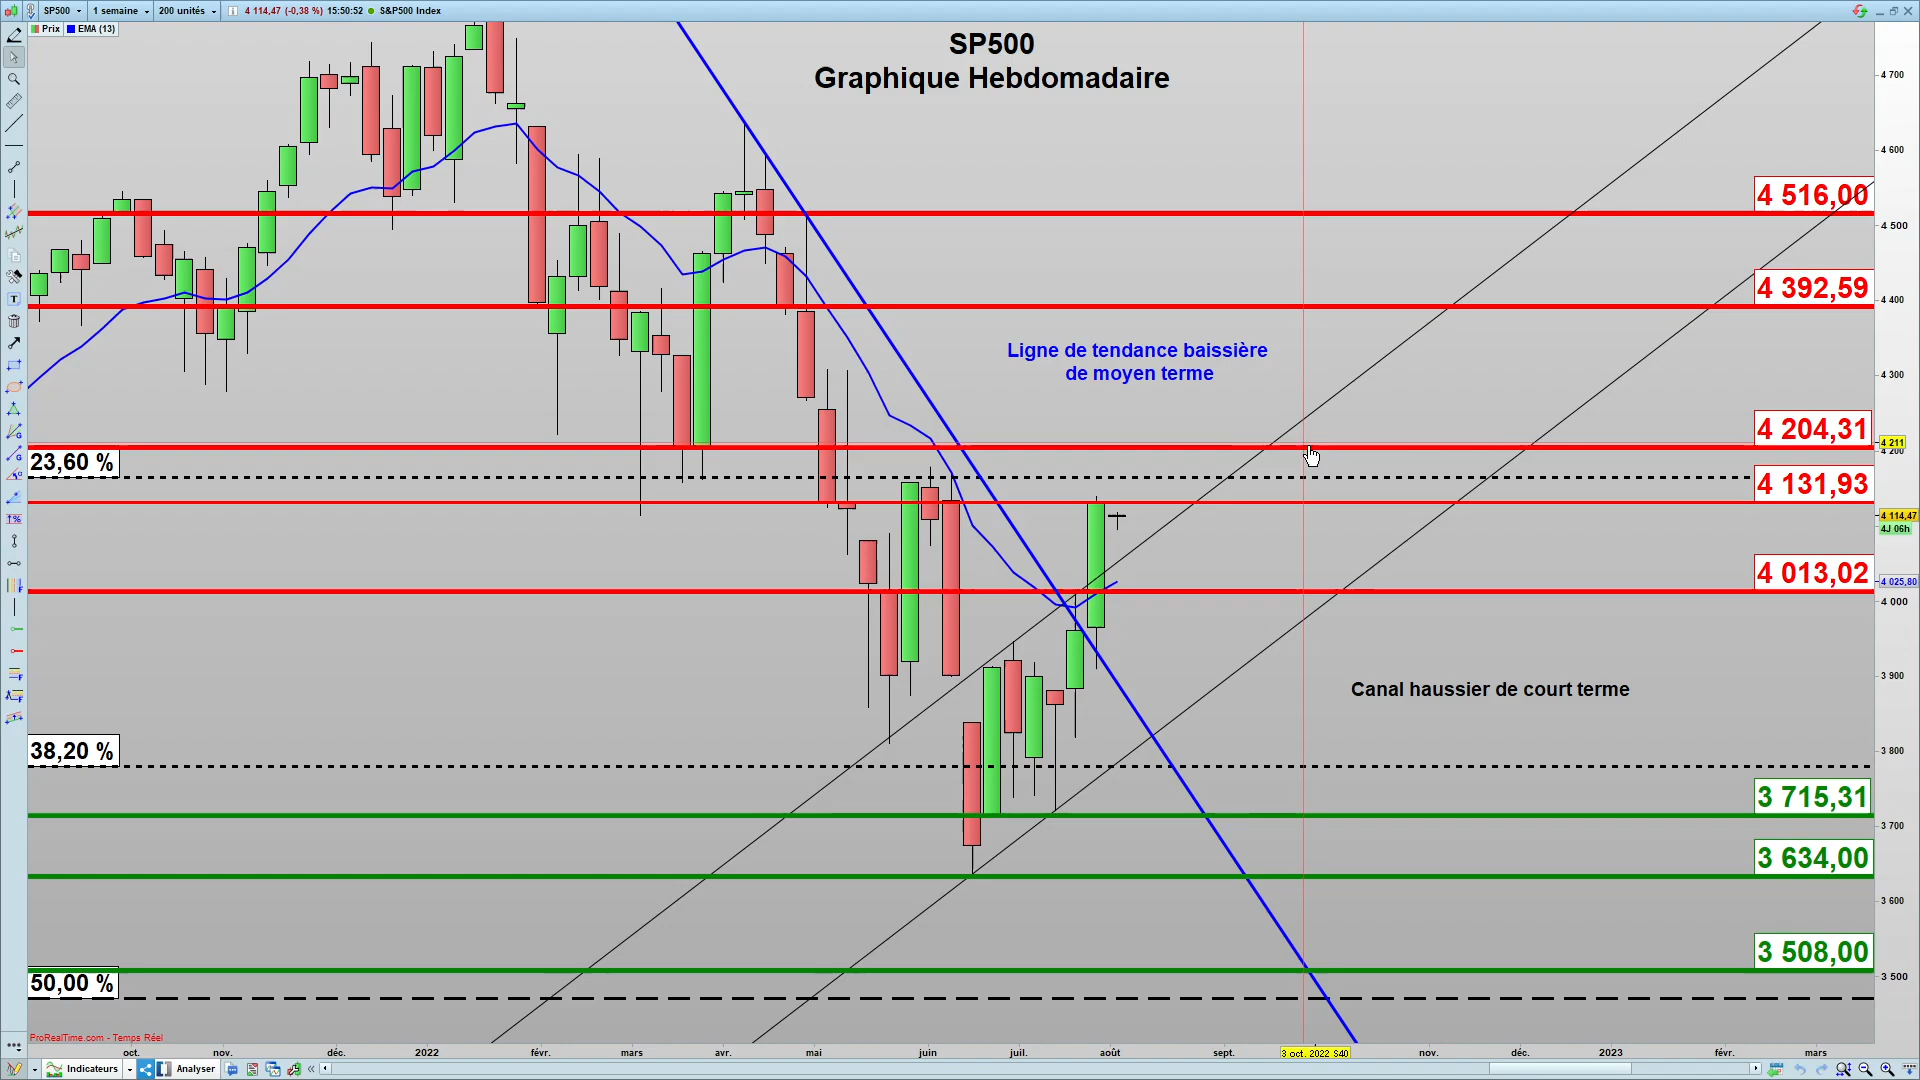 SP500
1 semaine
200 unités
4 114,47 (-0,38 %) 15:50:52
S&P500 Index
Prix
EMA (13)
SP500
Graphique Hebdomadaire
4 700
4 600
4 516,00
4 500
4 392,59
4 400
Ligne de tendance baissière
de moyen terme
4 300
4 204,31
4 211
4 200
23,60 %
4 131,93
4 114,47
4J 06h
4 013,02
4 025,80
4 000
Canal haussier de court terme
3 900
38,20 %
3 800
3 715,31
3 700
3 634,00
3 600
3 508,00
3 500
50,00 %
ProRealTime.com - Temps Réel
oct.
nov.
déc.
2022
févr.
mars
avr.
mai
juin
juil.
août
sept.
3 oct. 2022 S40
nov.
déc.
2023
févr.
mars
Indicateurs
Analyser